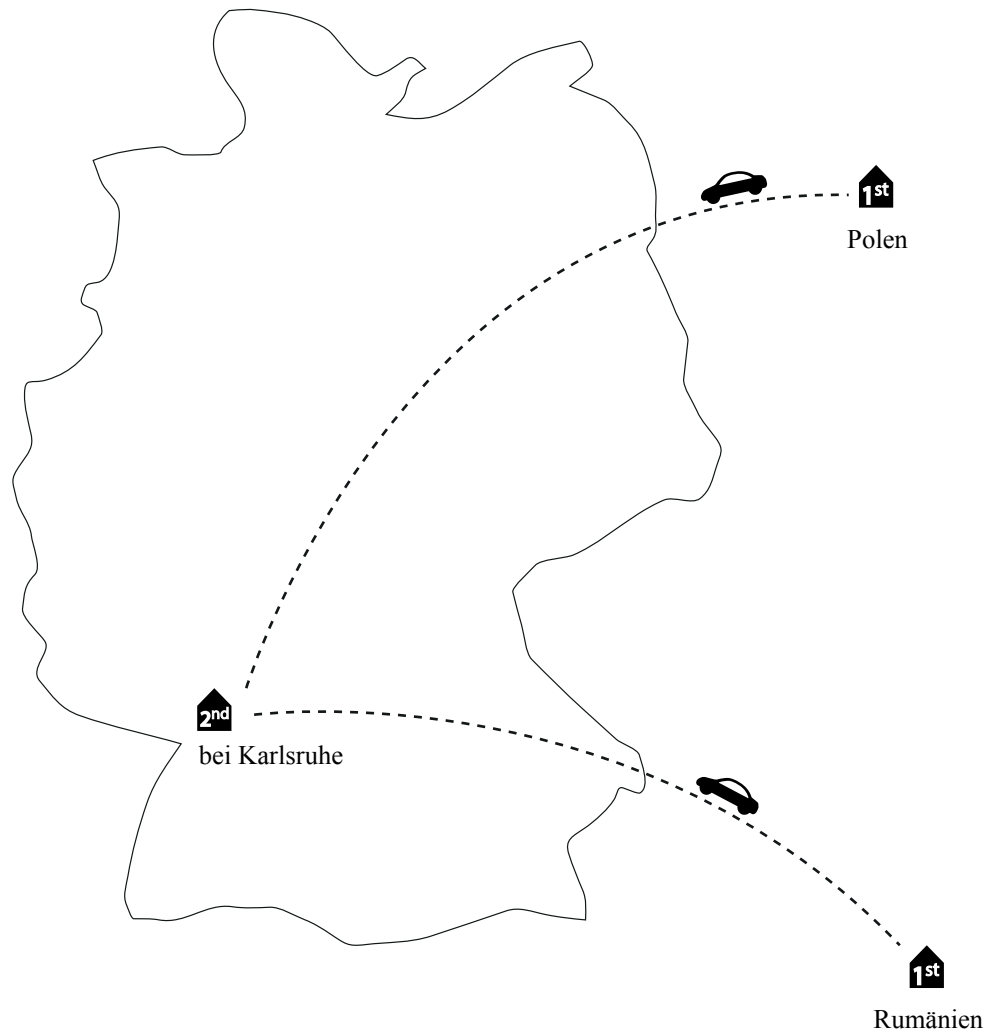 1st
Polen
2nd
bei Karlsruhe
1st
Rumänien